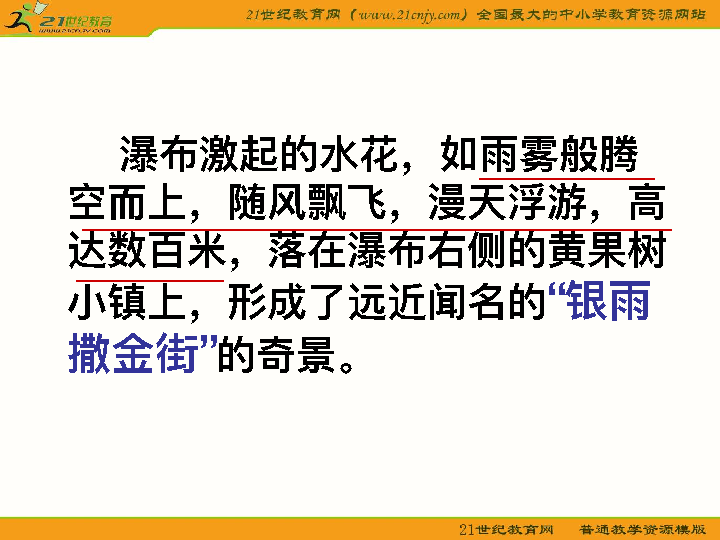 21世纪教育
www.21cnjy.com
21世纪教育网（www.21cnjy.com）全国最大的中小学教育资源网站
瀑布激起的水花，如雨雾般腾
空而上，随风飘飞，漫天浮游，高
达数百米，落在瀑布右侧的黄果树
小镇上，形成了远近闻名的“银雨
撒金街”的奇景。
21世纪教育网 普通教学资源模版